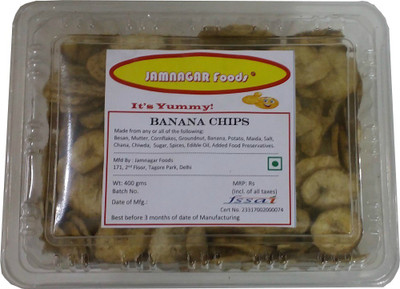 JAMNAGAR Foods®
It's Yummy!
BANANA CHIPS
Made from any or all of the following:
Besan, Mutter, Cornflakes, Groundnut, Banana, Potato, Maida, Salt,
Chana, Chiwda, Sugar, Spices, Edible Oil, Added Food Preservatives.
Mfd By : Jamnagar Foods
171, 2nd Floor, Tagore Park, Delhi
Wt: 400 gms
MRP: Rs
Batch No.
(Incl. of all taxes)
Date of Mfg.:
fssai
Cert No. 23317002000074
Best before 3 months of date of Manufacturing